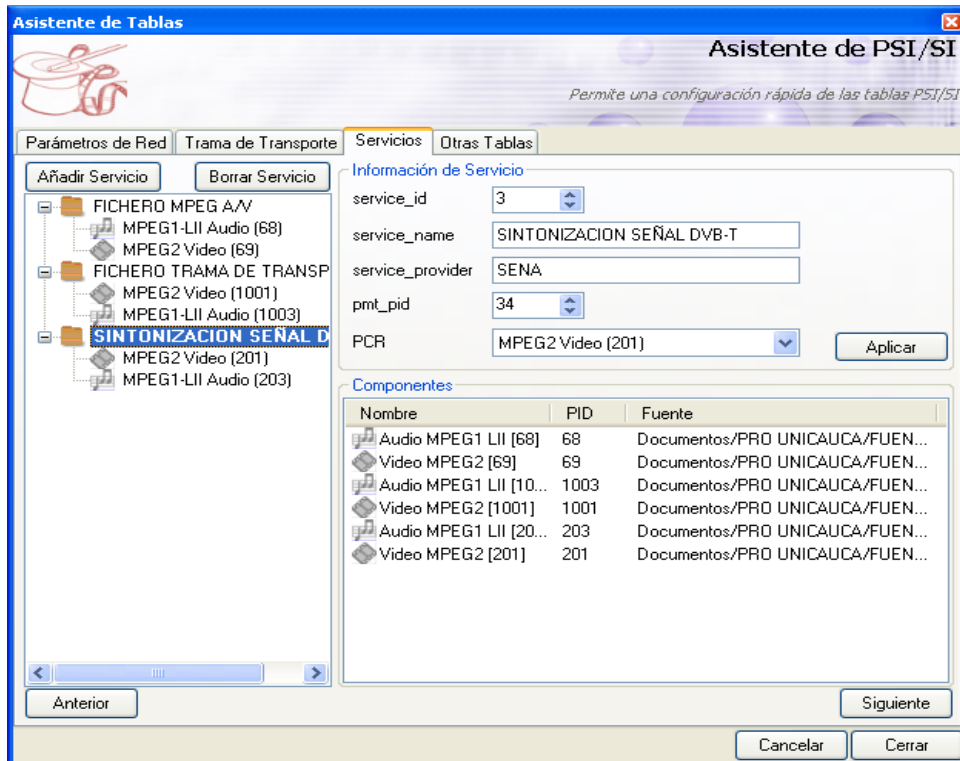 Asistente de Tablas
Asistente de PSI/SI
Permite una configuración rápida de las tablas PSI/SI
Parámetros de Red
Trama de Transporte
Servicios
Otras Tablas
Añadir Servicio
Borrar Servicio
FICHERO MPEG A/V
MPEG1-LII Audio (68)
MPEG2 Video (69)
FICHERO TRAMA DE TRANSP
MPEG2 Video (1001)
MPEG1-LII Audio (1003)
SINTONIZACION SEÑAL D
MPEG2 Video (201)
MPEG1-LII Audio (203)
Información de Servicio
service_id 3
service_name SINTONIZACION SEÑAL DVB-T
service_provider SENA
pmt_pid 34
PCR MPEG2 Video (201)
Aplicar
Componentes
Nombre PID Fuente
Audio MPEG1 LII [68] 68 Documentos/PRO UNICAUCA/FUEN...
Video MPEG2 [69] 69 Documentos/PRO UNICAUCA/FUEN...
Audio MPEG1 LII [10... 1003 Documentos/PRO UNICAUCA/FUEN...
Video MPEG2 [1001] 1001 Documentos/PRO UNICAUCA/FUEN...
Audio MPEG1 LII [20... 203 Documentos/PRO UNICAUCA/FUEN...
Video MPEG2 [201] 201 Documentos/PRO UNICAUCA/FUEN...
Anterior
Siguiente
Cancelar
Cerrar